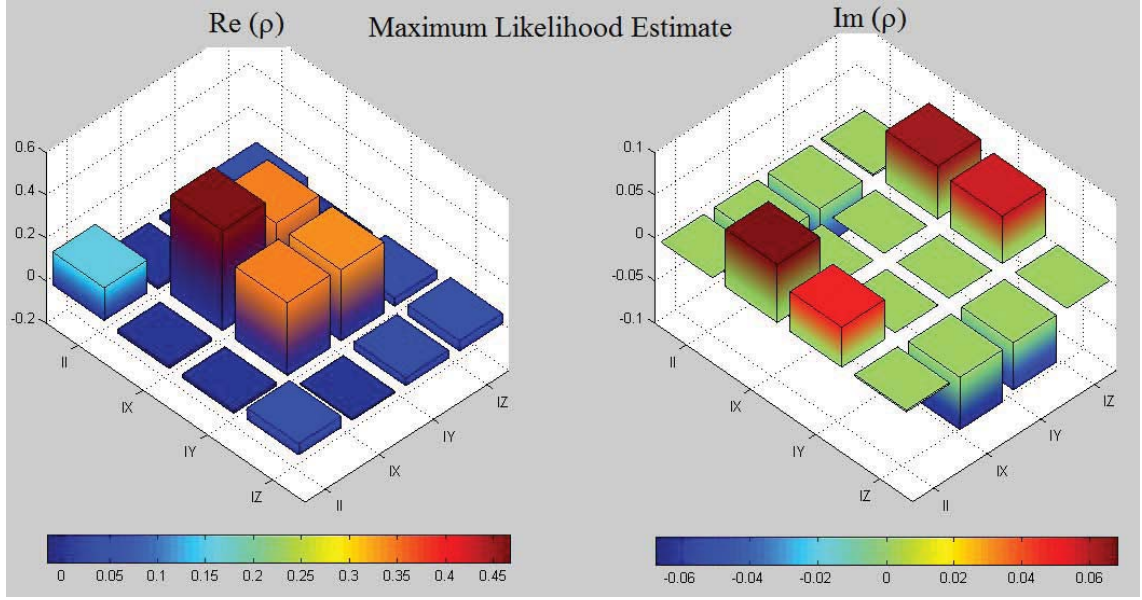 Re (ρ)
Maximum Likelihood Estimate
Im (ρ)
0.6
0.4
0.2
0
-0.2
II
IX
IY
IZ
II
IX
IY
IZ
0.1
0.05
0
-0.05
-0.1
II
IX
IY
IZ
II
IX
IY
IZ
0 0.05 0.1 0.15 0.2 0.25 0.3 0.35 0.4 0.45
-0.06 -0.04 -0.02 0 0.02 0.04 0.06